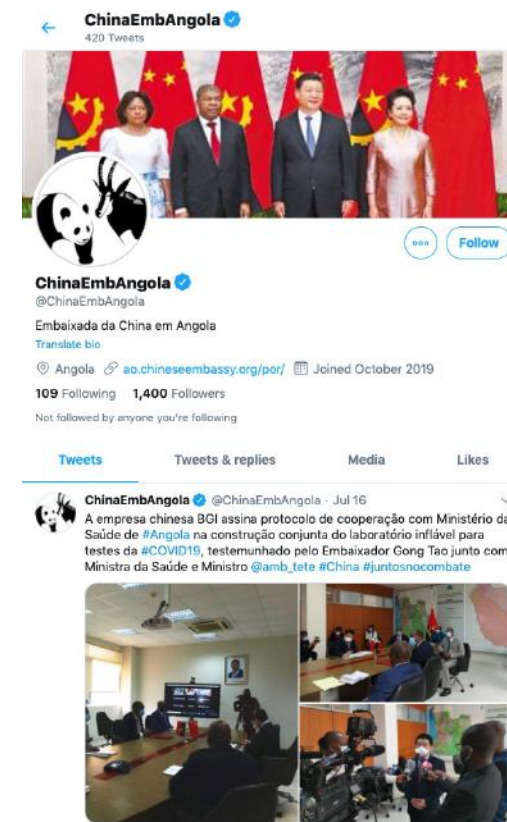 ChinaEmbAngola
420 Tweets
Follow
ChinaEmbAngola
@ChinaEmbAngola
Embaixada da China em Angola
Translate bio
Angola ao.chineseembassy.org/por/ Joined October 2019
109 Following 1,400 Followers
Not followed by anyone you're following
Tweets Tweets & replies Media Likes
ChinaEmbAngola @ChinaEmbAngola · Jul 16
A empresa chinesa BGI assina protocolo de cooperação com Ministério da
Saúde de #Angola na construção conjunta do laboratório inflável para
testes da #COVID19, testemunhado pelo Embaixador Gong Tao junto com
Ministra da Saúde e Ministro @amb_tete #China #juntosnocombate